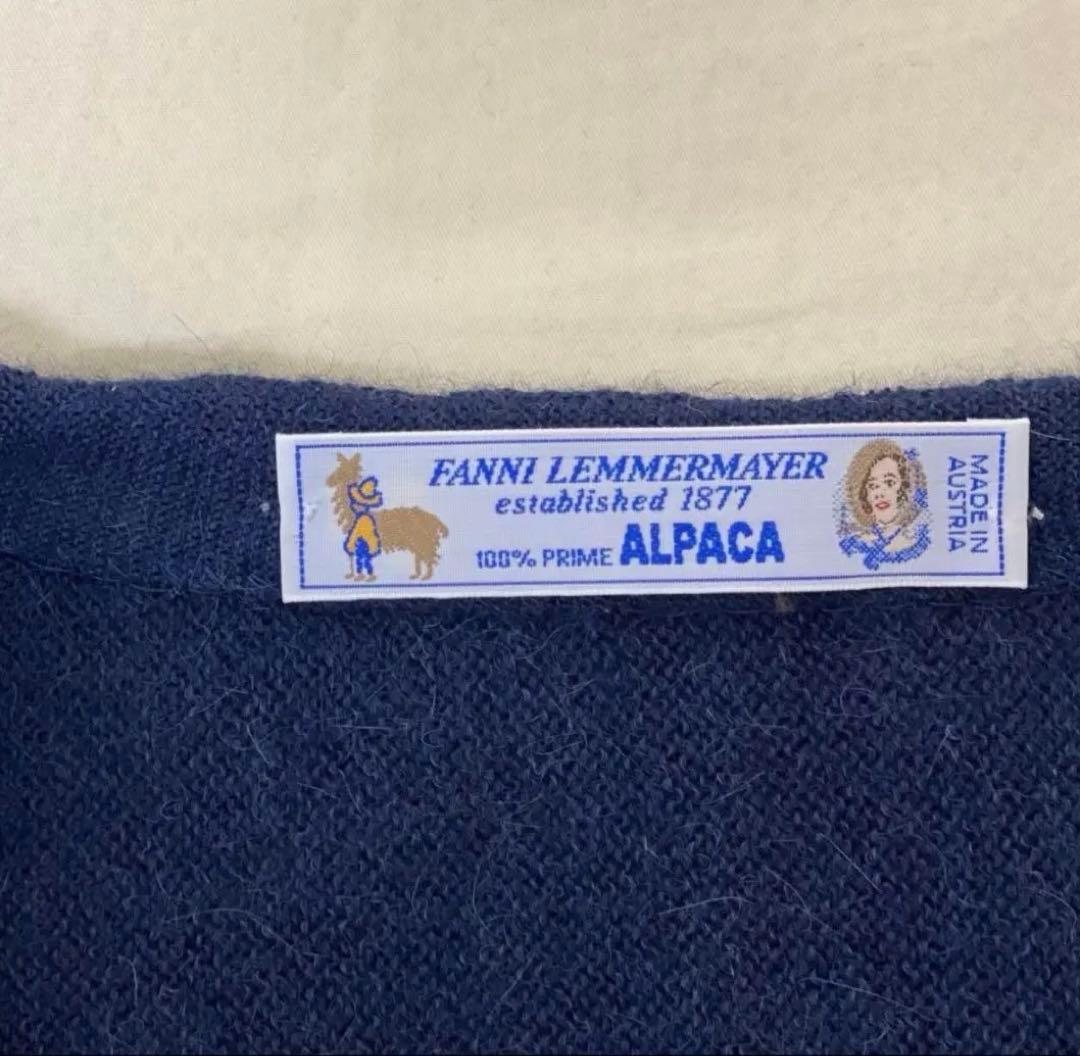 FANNI LEMMERMAYER
established 1877
100% PRIME ALPACA
MADE IN
AUSTRIA